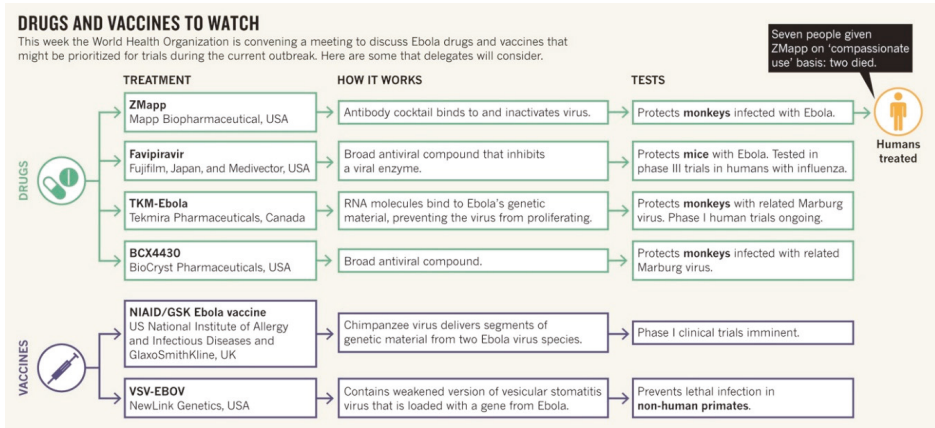 DRUGS AND VACCINES TO WATCH
This week the World Health Organization is convening a meeting to discuss Ebola drugs and vaccines that
might be prioritized for trials during the current outbreak. Here are some that delegates will consider.
Seven people given
ZMapp on ‘compassionate
use’ basis: two died.
TREATMENT
HOW IT WORKS
TESTS
DRUGS
ZMapp
Mapp Biopharmaceutical, USA
Antibody cocktail binds to and inactivates virus.
Protects monkeys infected with Ebola.
Humans
treated
Favipiravir
Fujifilm, Japan, and Medivector, USA
Broad antiviral compound that inhibits
a viral enzyme.
Protects mice with Ebola. Tested in
phase III trials in humans with influenza.
TKM-Ebola
Tekmira Pharmaceuticals, Canada
RNA molecules bind to Ebola’s genetic
material, preventing the virus from proliferating.
Protects monkeys with related Marburg
virus. Phase I human trials ongoing.
BCX4430
BioCryst Pharmaceuticals, USA
Broad antiviral compound.
Protects monkeys infected with related
Marburg virus.
VACCINES
NIAID/GSK Ebola vaccine
US National Institute of Allergy
and Infectious Diseases and
GlaxoSmithKline, UK
Chimpanzee virus delivers segments of
genetic material from two Ebola virus species.
Phase I clinical trials imminent.
VSV-EBOV
NewLink Genetics, USA
Contains weakened version of vesicular stomatitis
virus that is loaded with a gene from Ebola.
Prevents lethal infection in
non-human primates.